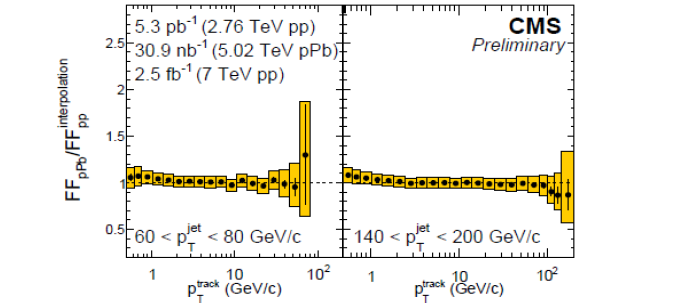 5.3 pb⁻¹ (2.76 TeV pp)
30.9 nb⁻¹ (5.02 TeV pPb)
2.5 fb⁻¹ (7 TeV pp)
CMS
Preliminary
FF_pPb/FF_pp^interpolation
2.5
2
1.5
1
0.5
60 < p_T^jet < 80 GeV/c
140 < p_T^jet < 200 GeV/c
1 10 10² 1 10 10²
p_T^track (GeV/c) p_T^track (GeV/c)